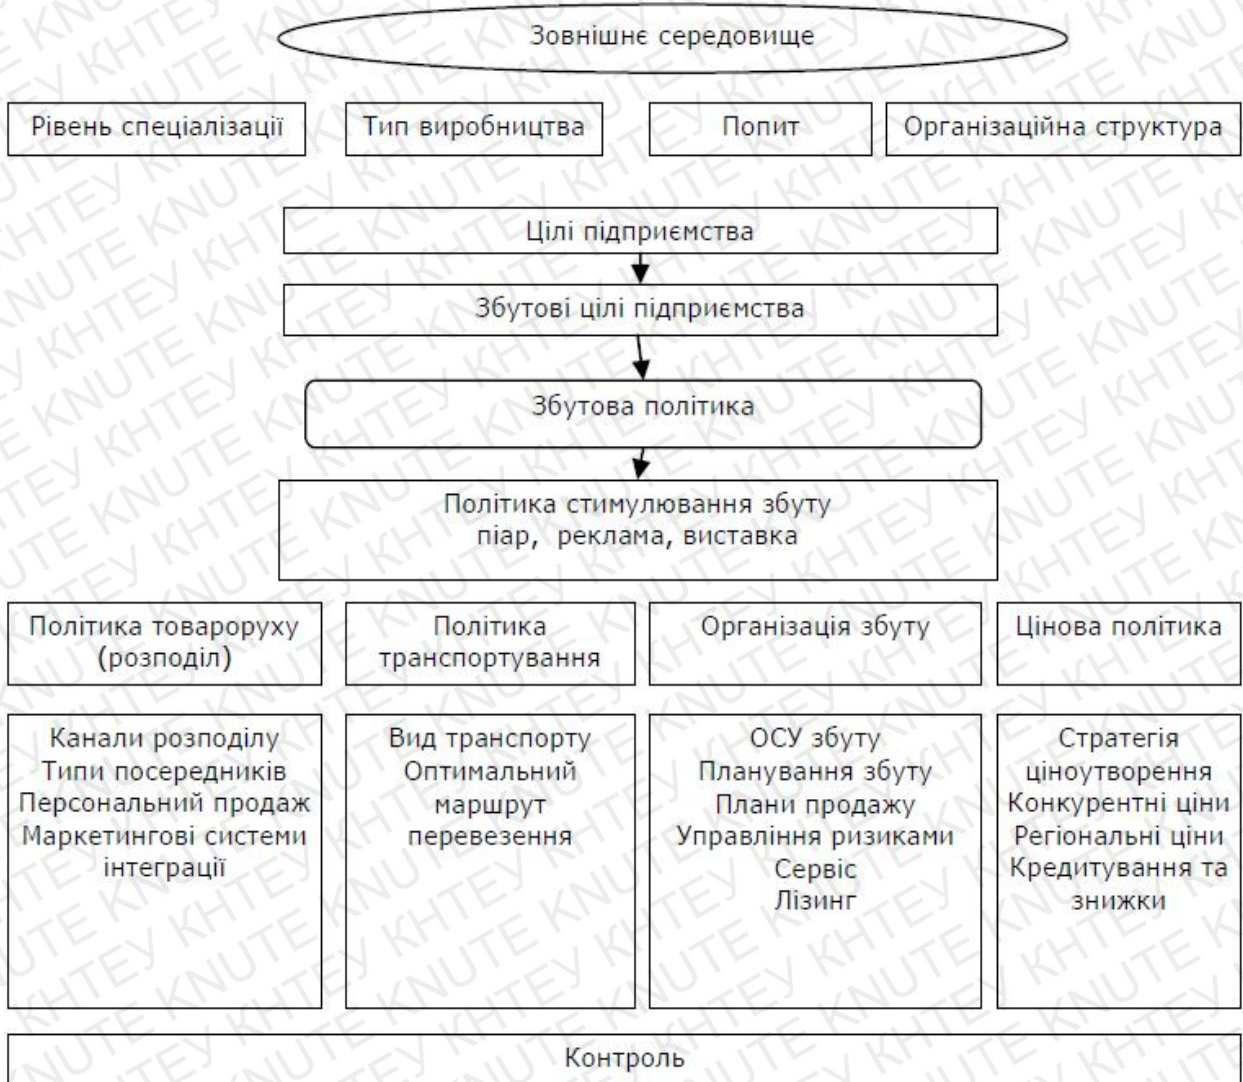 Зовнішнє середовище
Рівень спеціалізації
Тип виробництва
Попит
Організаційна структура
Цілі підприємства
Збутові цілі підприємства
Збутова політика
Політика стимулювання збуту
піар, реклама, виставка
Політика товароруху
(розподіл)
Політика
транспортування
Організація збуту
Цінова політика
Канали розподілу
Типи посередників
Персональний продаж
Маркетингові системи
інтеграції
Вид транспорту
Оптимальний
маршрут
перевезення
ОСУ збуту
Планування збуту
Плани продажу
Управління ризиками
Сервіс
Лізинг
Стратегія
ціноутворення
Конкурентні ціни
Регіональні ціни
Кредитування та
знижки
Контроль